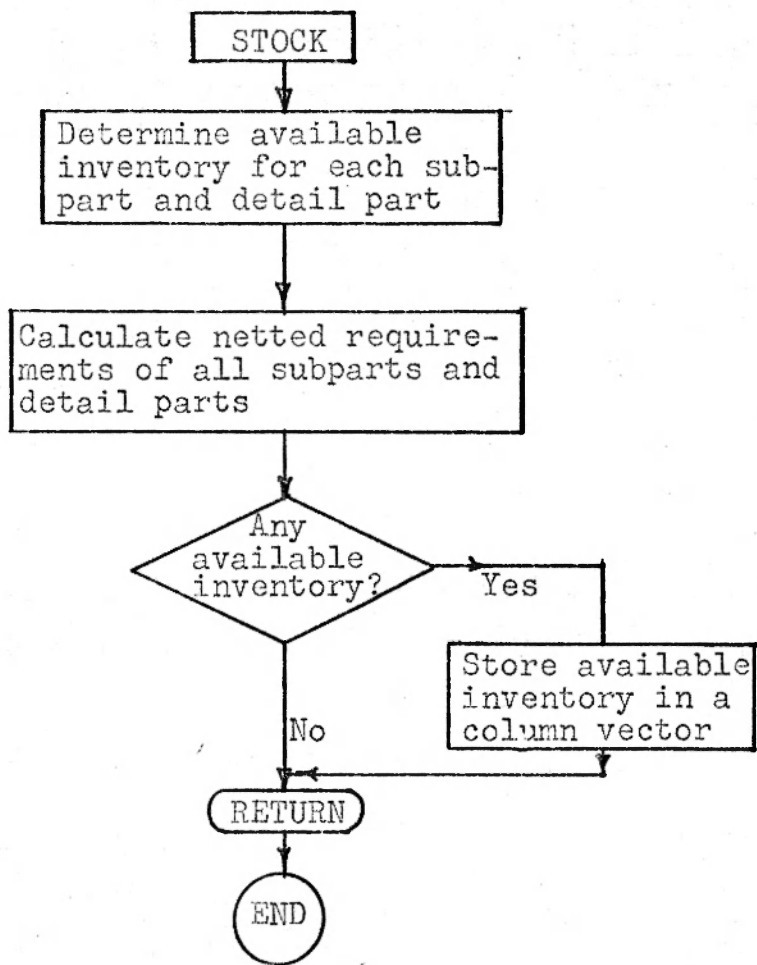 STOCK
Determine available
inventory for each sub-
part and detail part
Calculate netted require-
ments of all subparts and
detail parts
Any
available
inventory?
Yes
Store available
inventory in a
column vector
No
RETURN
END